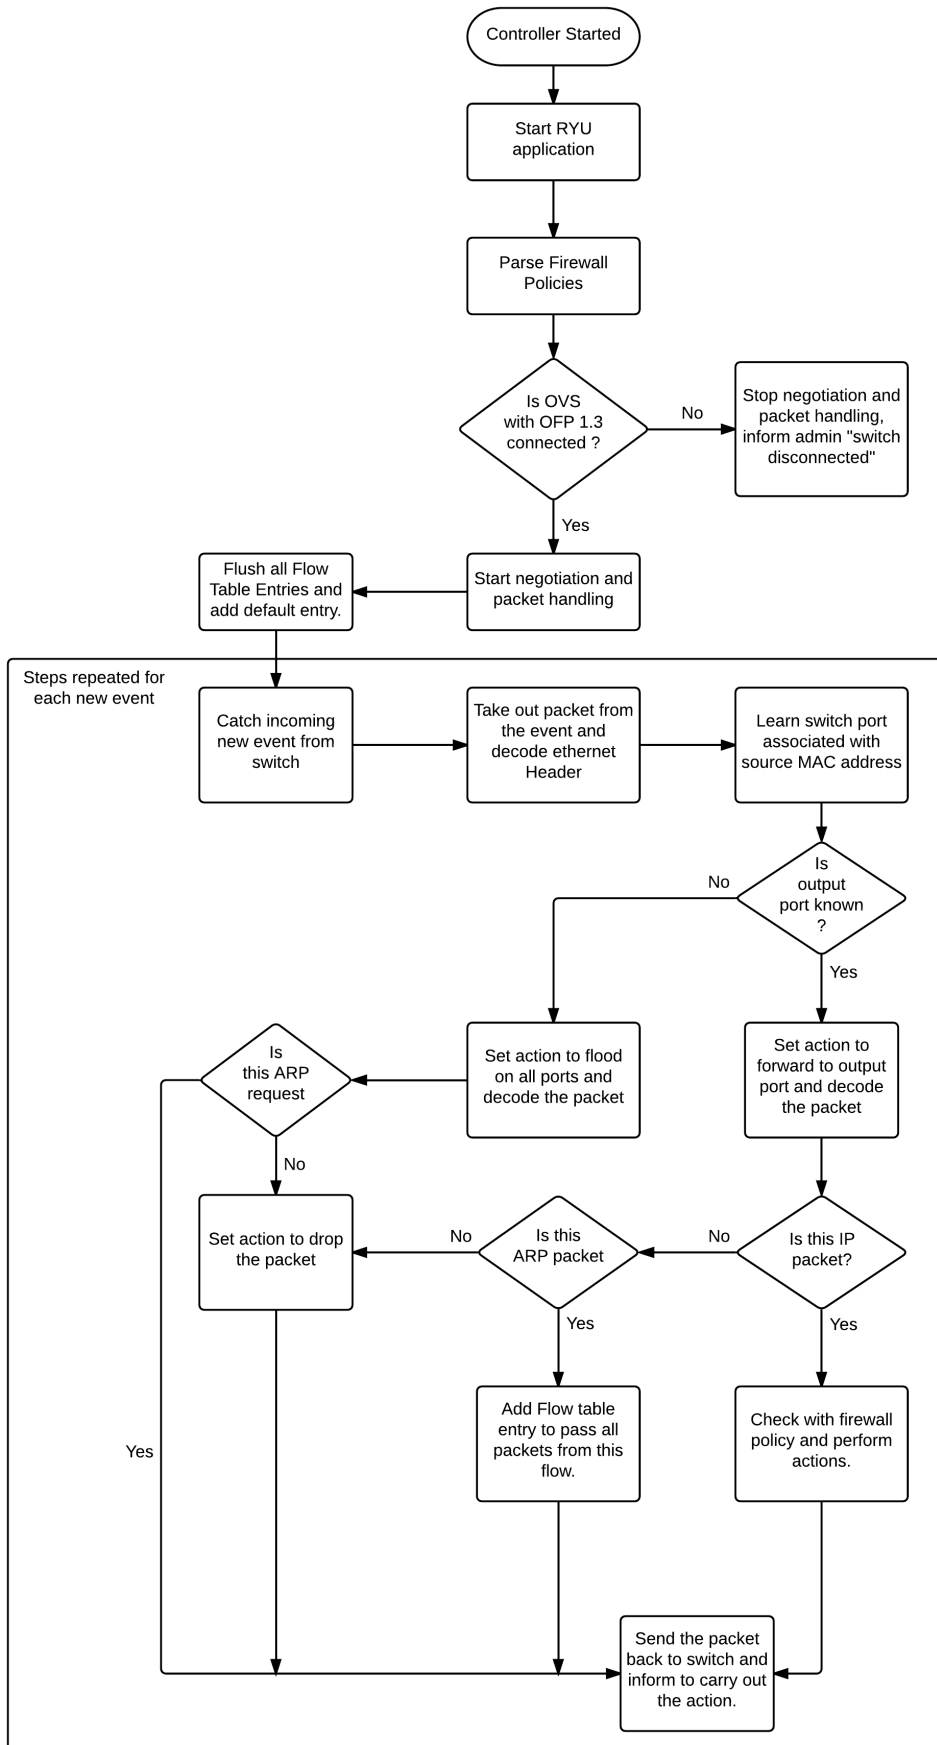 Controller Started
Start RYU
application
Parse Firewall
Policies
Is OVS
with OFP 1.3
connected ?
No
Stop negotiation and
packet handling,
inform admin "switch
disconnected"
Yes
Start negotiation and
packet handling
Flush all Flow
Table Entries and
add default entry.
Steps repeated for
each new event
Catch incoming
new event from
switch
Take out packet from
the event and
decode ethernet
Header
Learn switch port
associated with
source MAC address
Is
output
port known
?
No
Yes
Set action to
forward to output
port and decode
the packet
Set action to flood
on all ports and
decode the packet
Is
this ARP
request
No
Set action to drop
the packet
No
Is this
ARP packet
No
Is this IP
packet?
Yes
Yes
Add Flow table
entry to pass all
packets from this
flow.
Check with firewall
policy and perform
actions.
Yes
Send the packet
back to switch and
inform to carry out
the action.